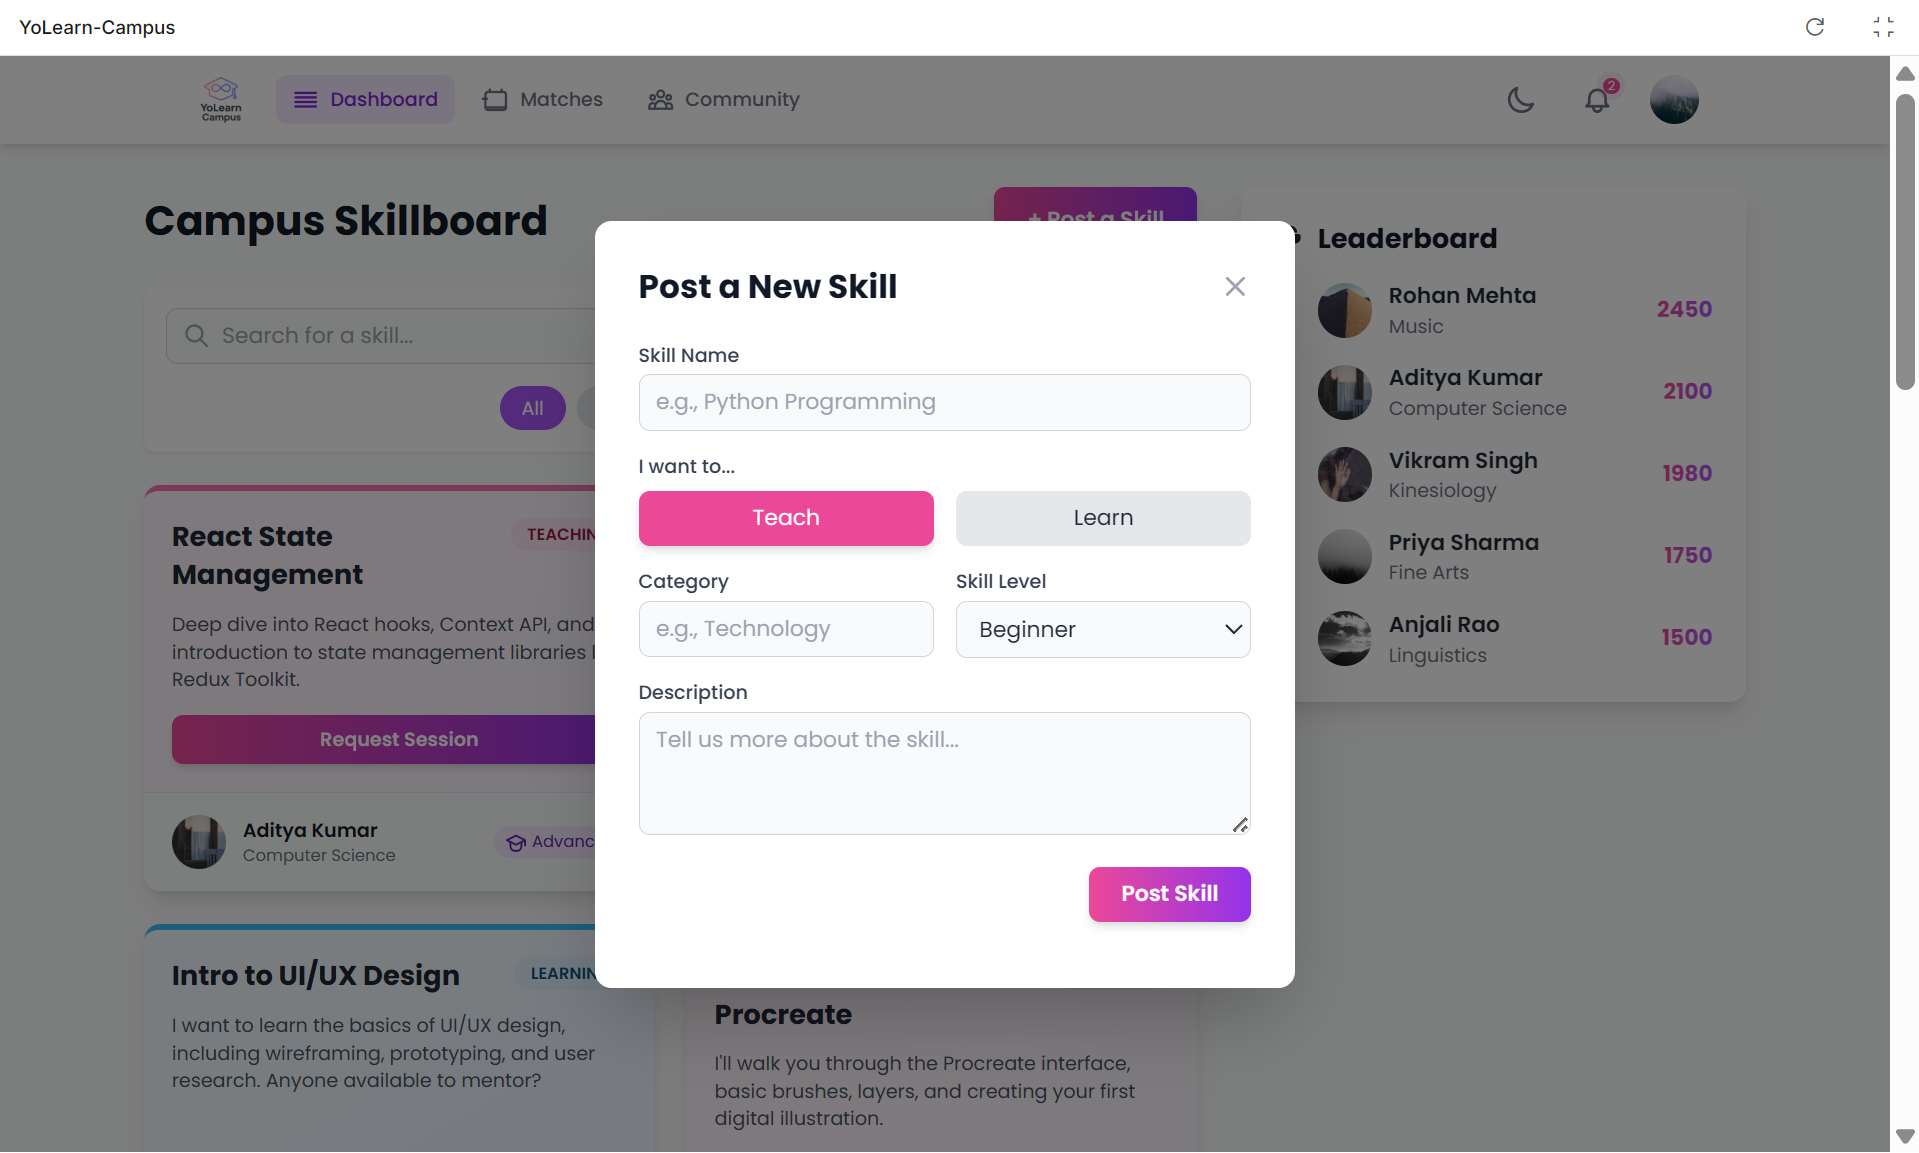 YoLearn-Campus
YoLearn
Campus
Dashboard
Matches
Community
2
Campus Skillboard
+ Post a Skill
Search for a skill...
All
React State
Management
TEACHIN
Deep dive into React hooks, Context API, and
introduction to state management libraries
Redux Toolkit.
Request Session
Aditya Kumar
Computer Science
Advanc
Intro to UI/UX Design
LEARNIN
I want to learn the basics of UI/UX design,
including wireframing, prototyping, and user
research. Anyone available to mentor?
Procreate
I'll walk you through the Procreate interface,
basic brushes, layers, and creating your first
digital illustration.
Post a New Skill
Skill Name
e.g., Python Programming
I want to...
Teach
Learn
Category
Skill Level
e.g., Technology
Beginner
Description
Tell us more about the skill...
Post Skill
Leaderboard
Rohan Mehta
Music
2450
Aditya Kumar
Computer Science
2100
Vikram Singh
Kinesiology
1980
Priya Sharma
Fine Arts
1750
Anjali Rao
Linguistics
1500